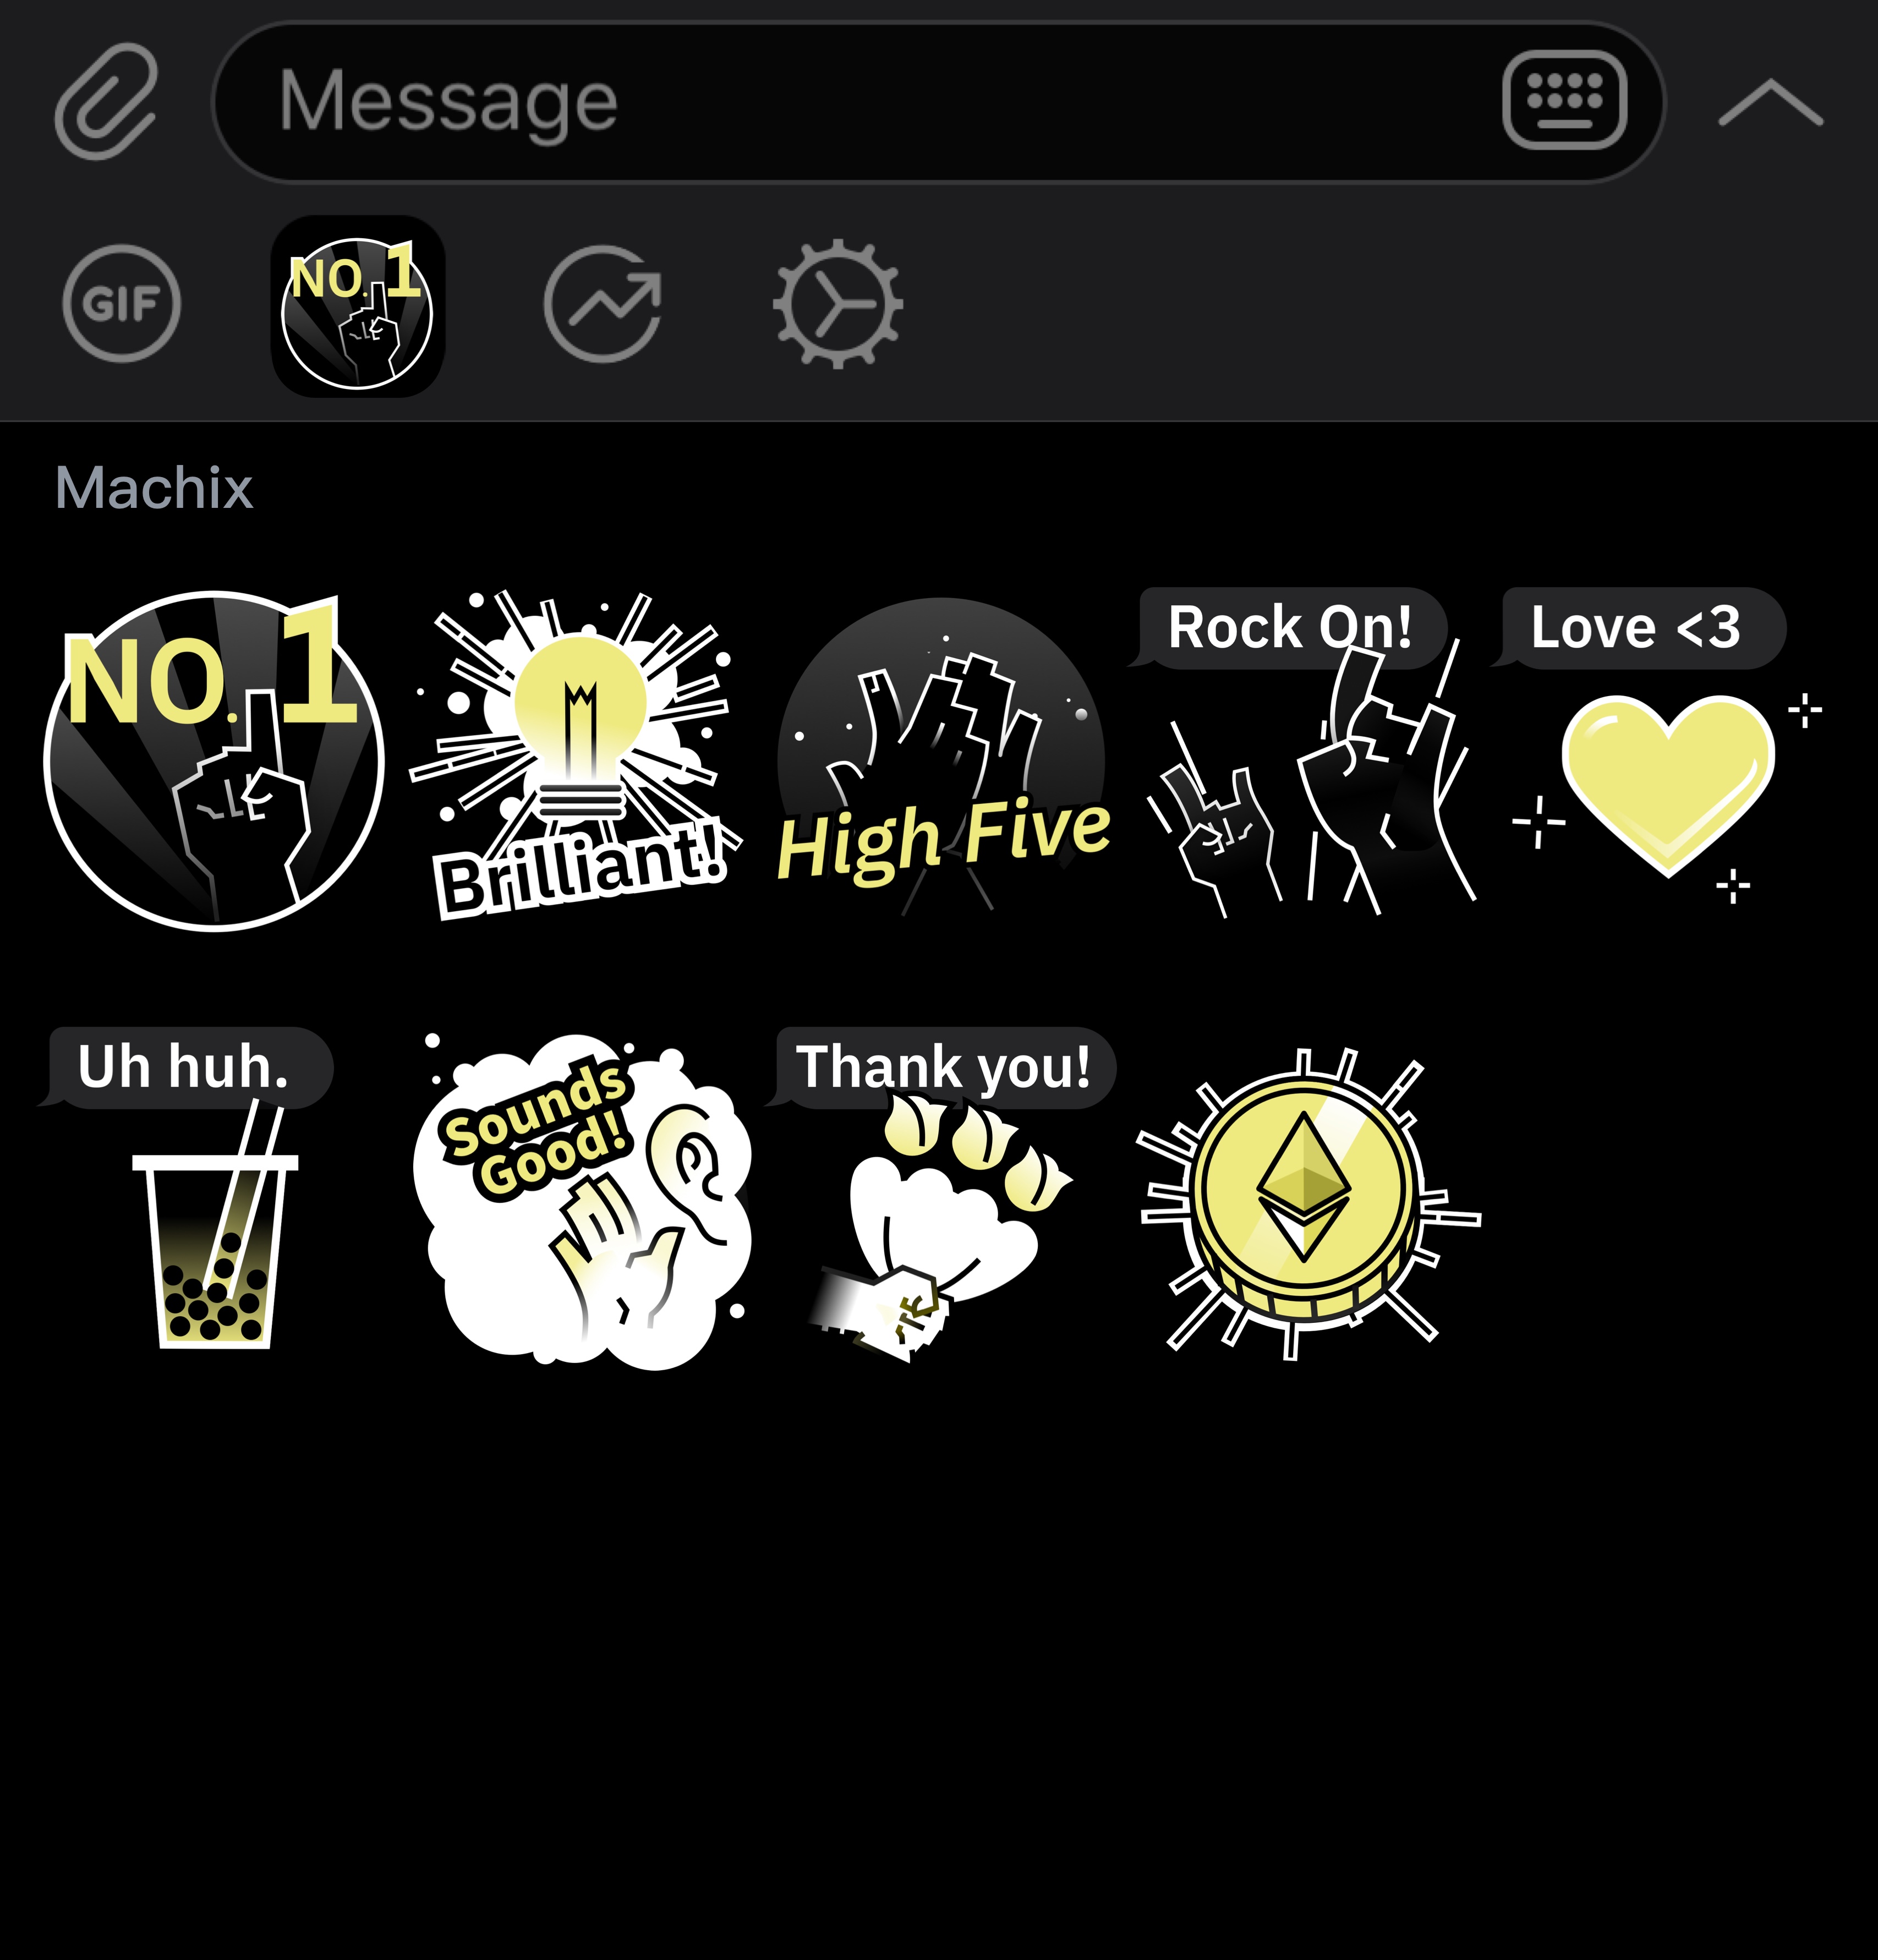 Message
GIF
NO. 1
Machix
NO. 1
Brilliant!
High Five
Rock On!
Love <3
Uh huh.
Sounds
Good!
Thank you!